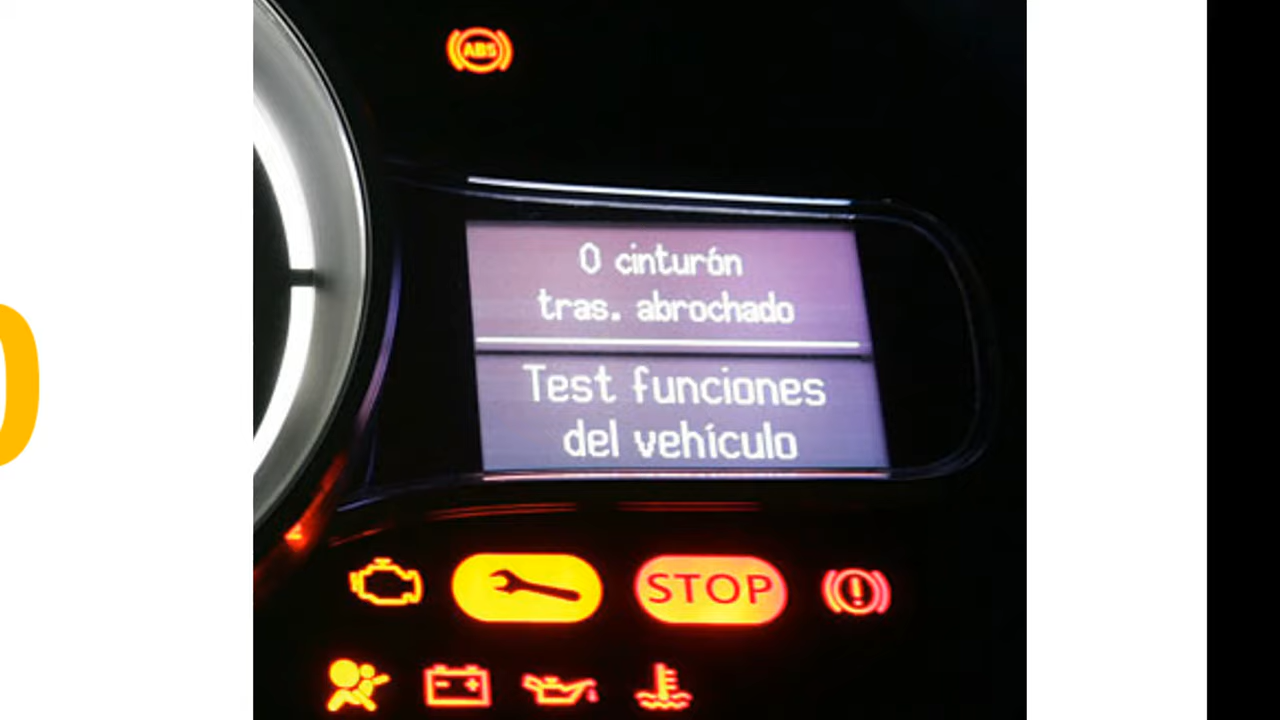 ABS
0 cinturón
tras. abrochado
Test funciones
del vehículo
STOP